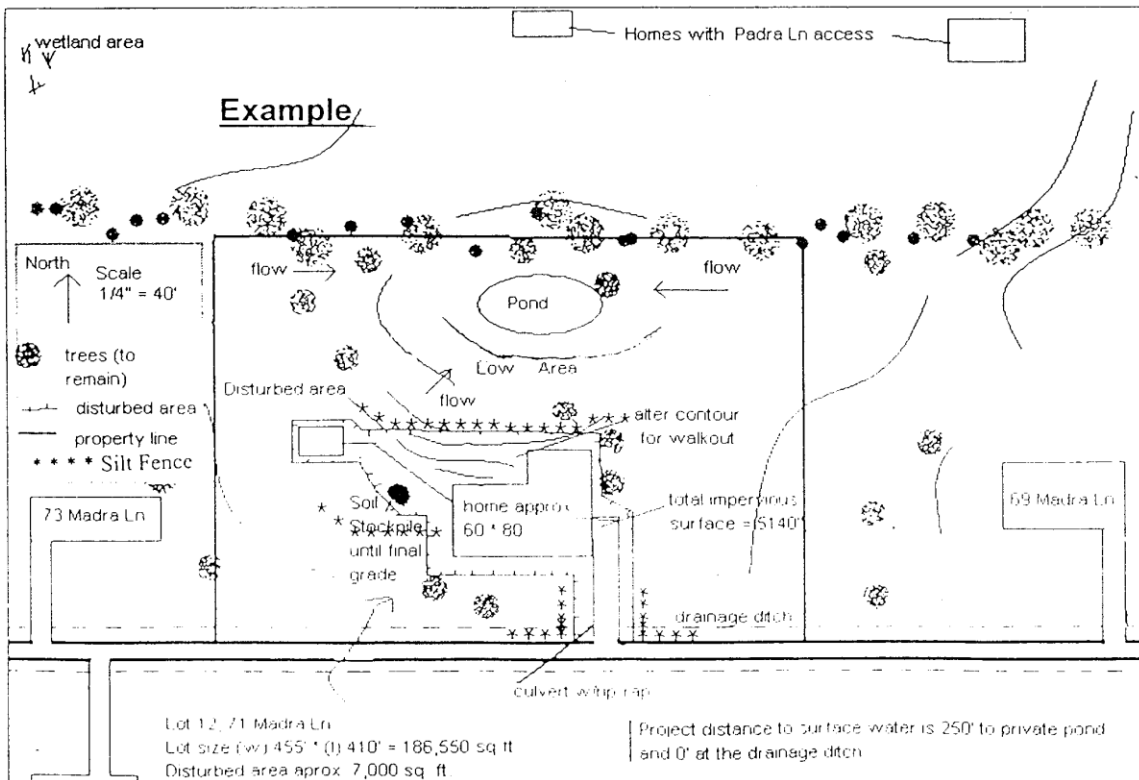 Homes with Padra Ln access
wetland area
Example
North
Scale
1/4" = 40'
flow
flow
Pond
trees (to
remain)
Low Area
Disturbed area
flow
disturbed area
alter contour
for walkout
property line
* * * * Silt Fence
73 Madra Ln
Soil
Stockpile
until final
grade
home approx
60 * 80
total impervious
surface = 5140'
69 Madra Ln
drainage ditch
culvert w/rip rap
Lot 12, 71 Madra Ln
Lot size (w) 455' * (l) 410' = 186,550 sq ft
Disturbed area aprox 7,000 sq ft.
Project distance to surface water is 250' to private pond
and 0' at the drainage ditch